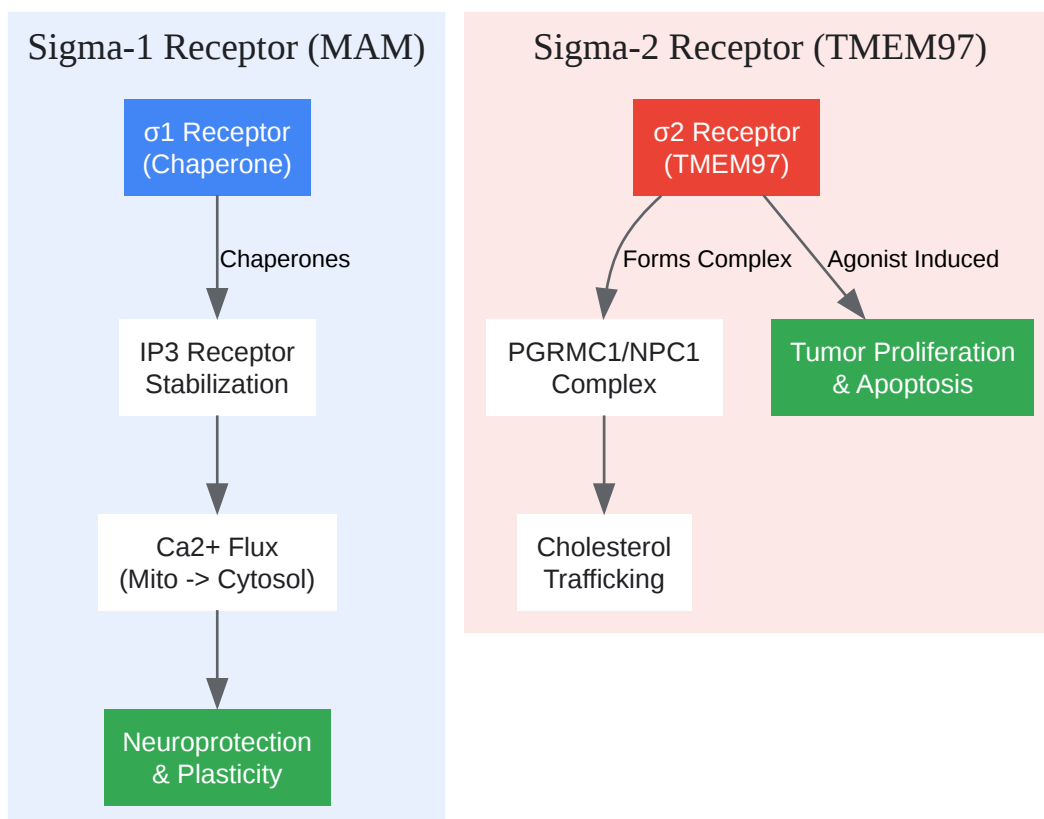 Sigma-1 Receptor (MAM)
σ1 Receptor
(Chaperone)
Chaperones
IP3 Receptor
Stabilization
Ca2+ Flux
(Mito -> Cytosol)
Neuroprotection
& Plasticity
Sigma-2 Receptor (TMEM97)
σ2 Receptor
(TMEM97)
Forms Complex
Agonist Induced
PGRMC1/NPC1
Complex
Tumor Proliferation
& Apoptosis
Cholesterol
Trafficking